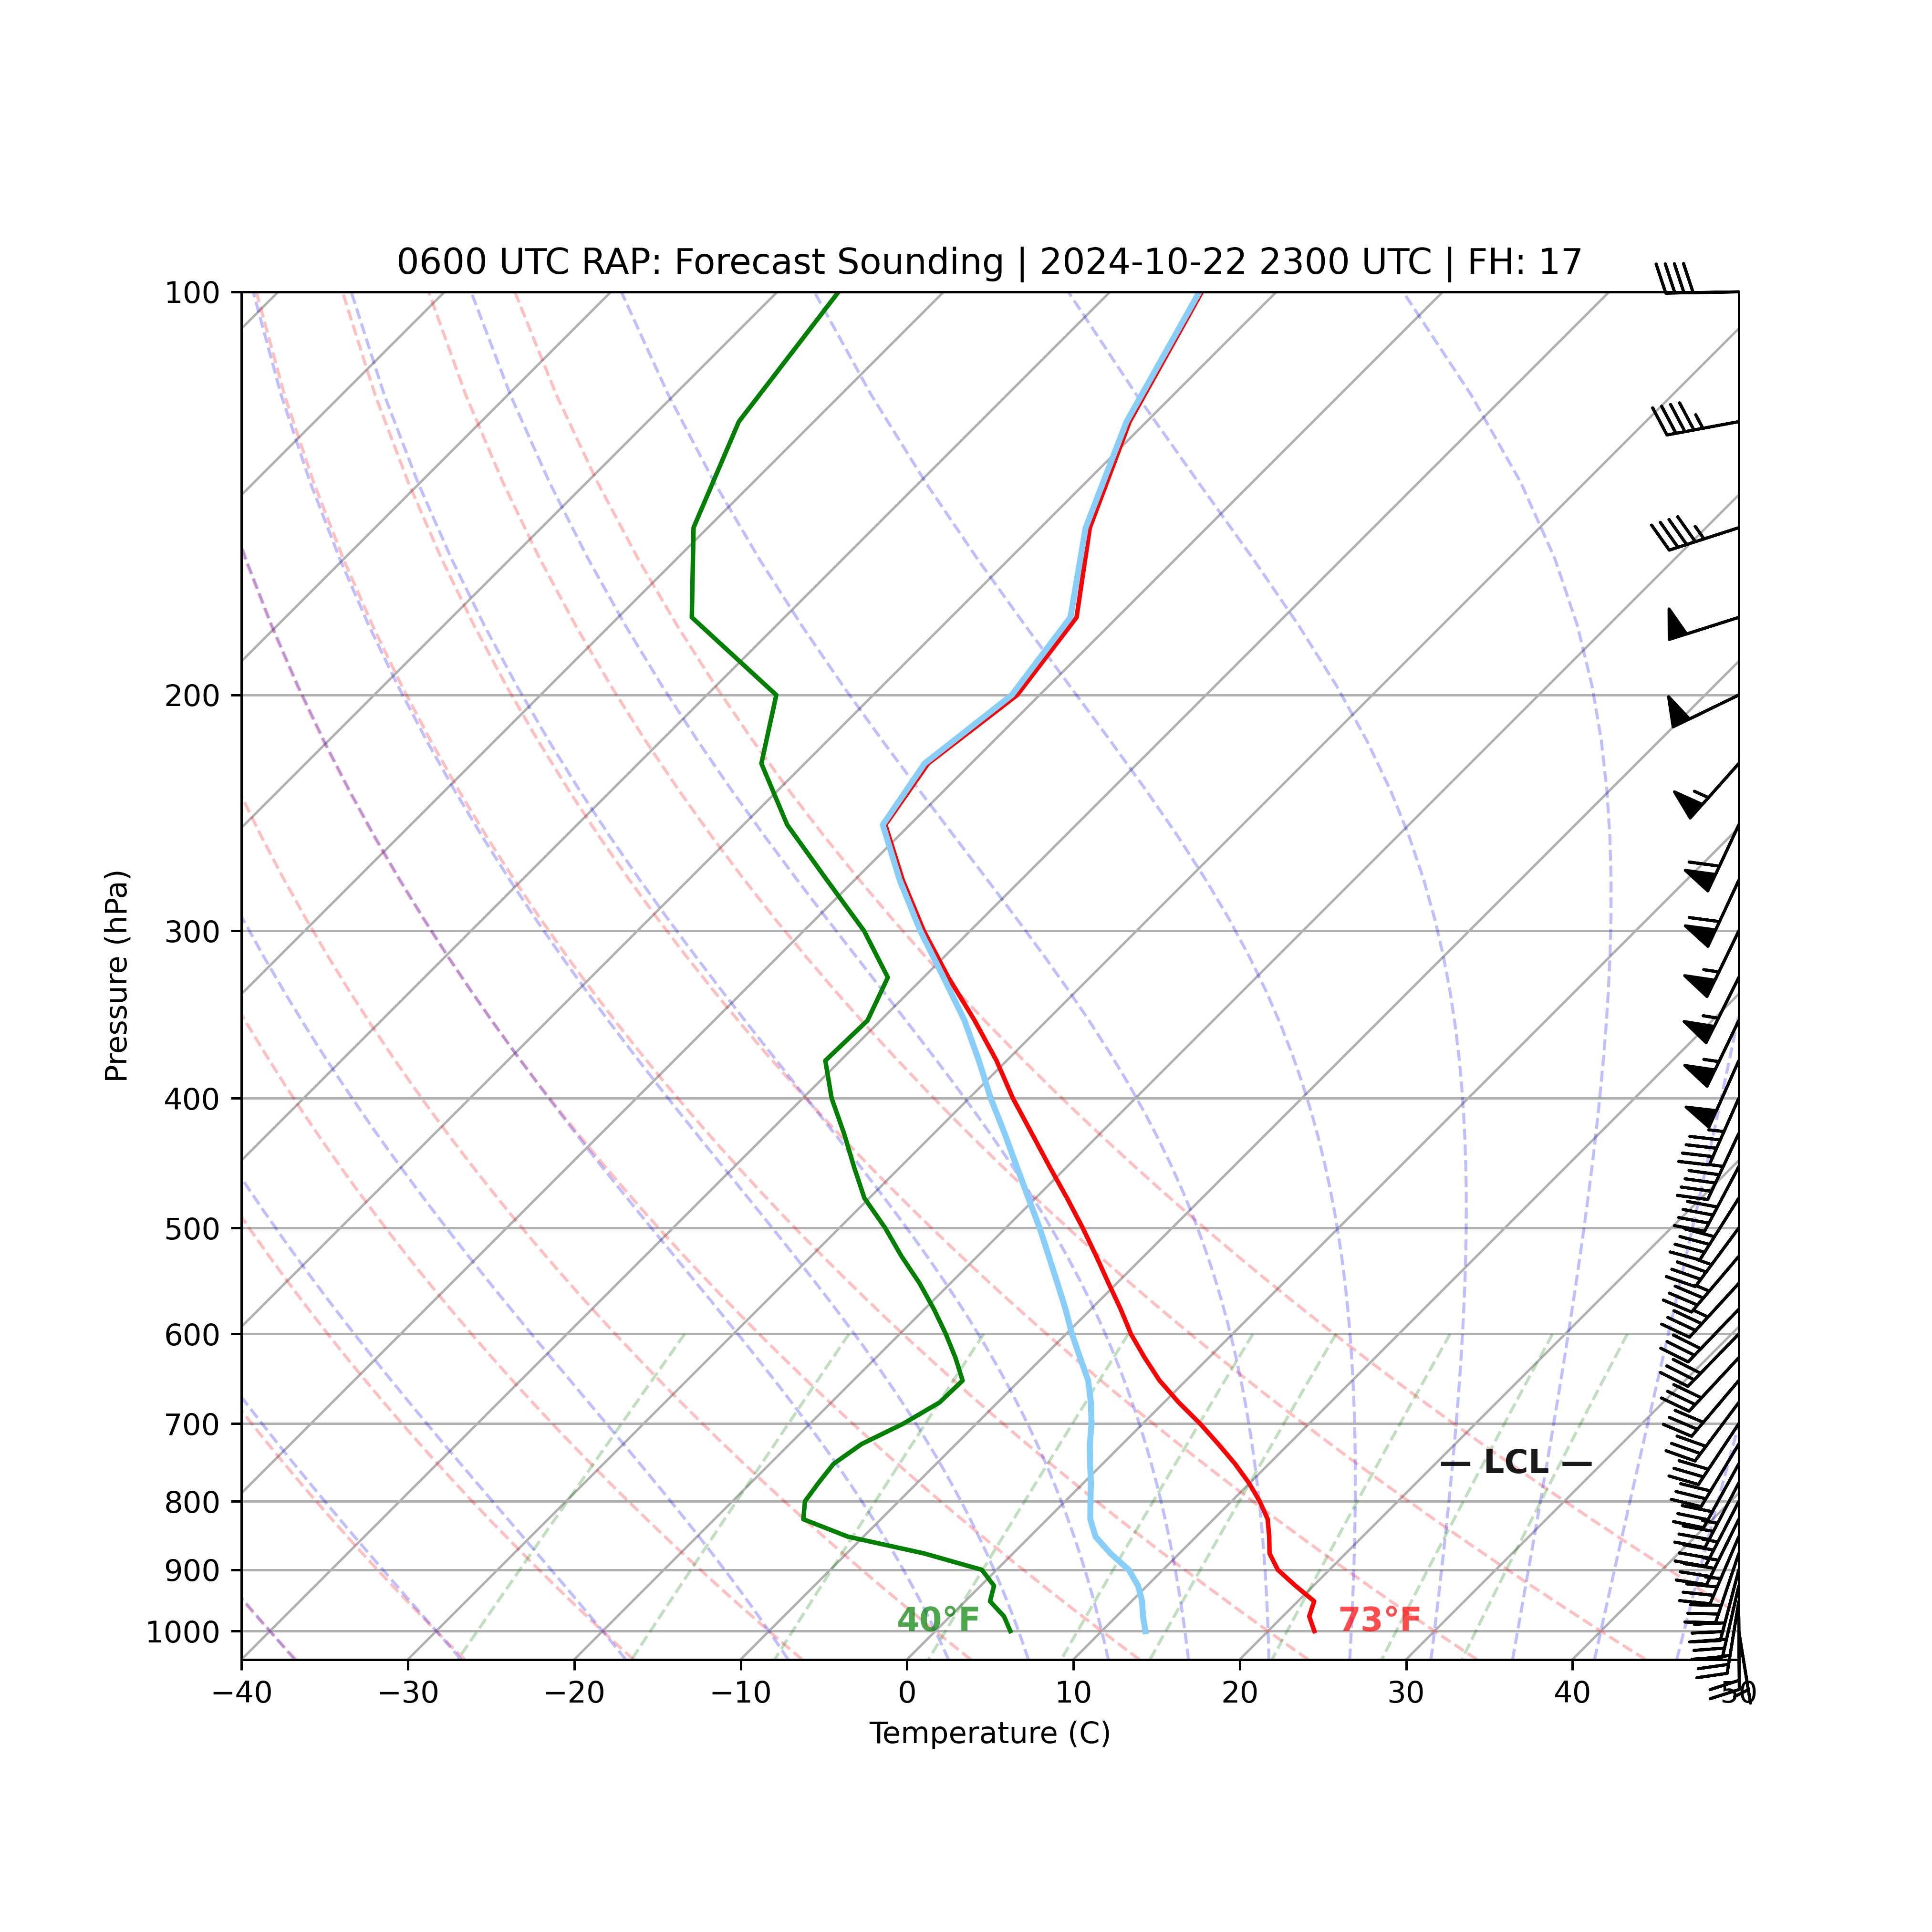 0600 UTC RAP: Forecast Sounding | 2024-10-22 2300 UTC | FH: 17
100
200
300
400
500
600
700
800
900
1000
Pressure (hPa)
— LCL —
40°F
73°F
−40 −30 −20 −10 0 10 20 30 40 50
Temperature (C)